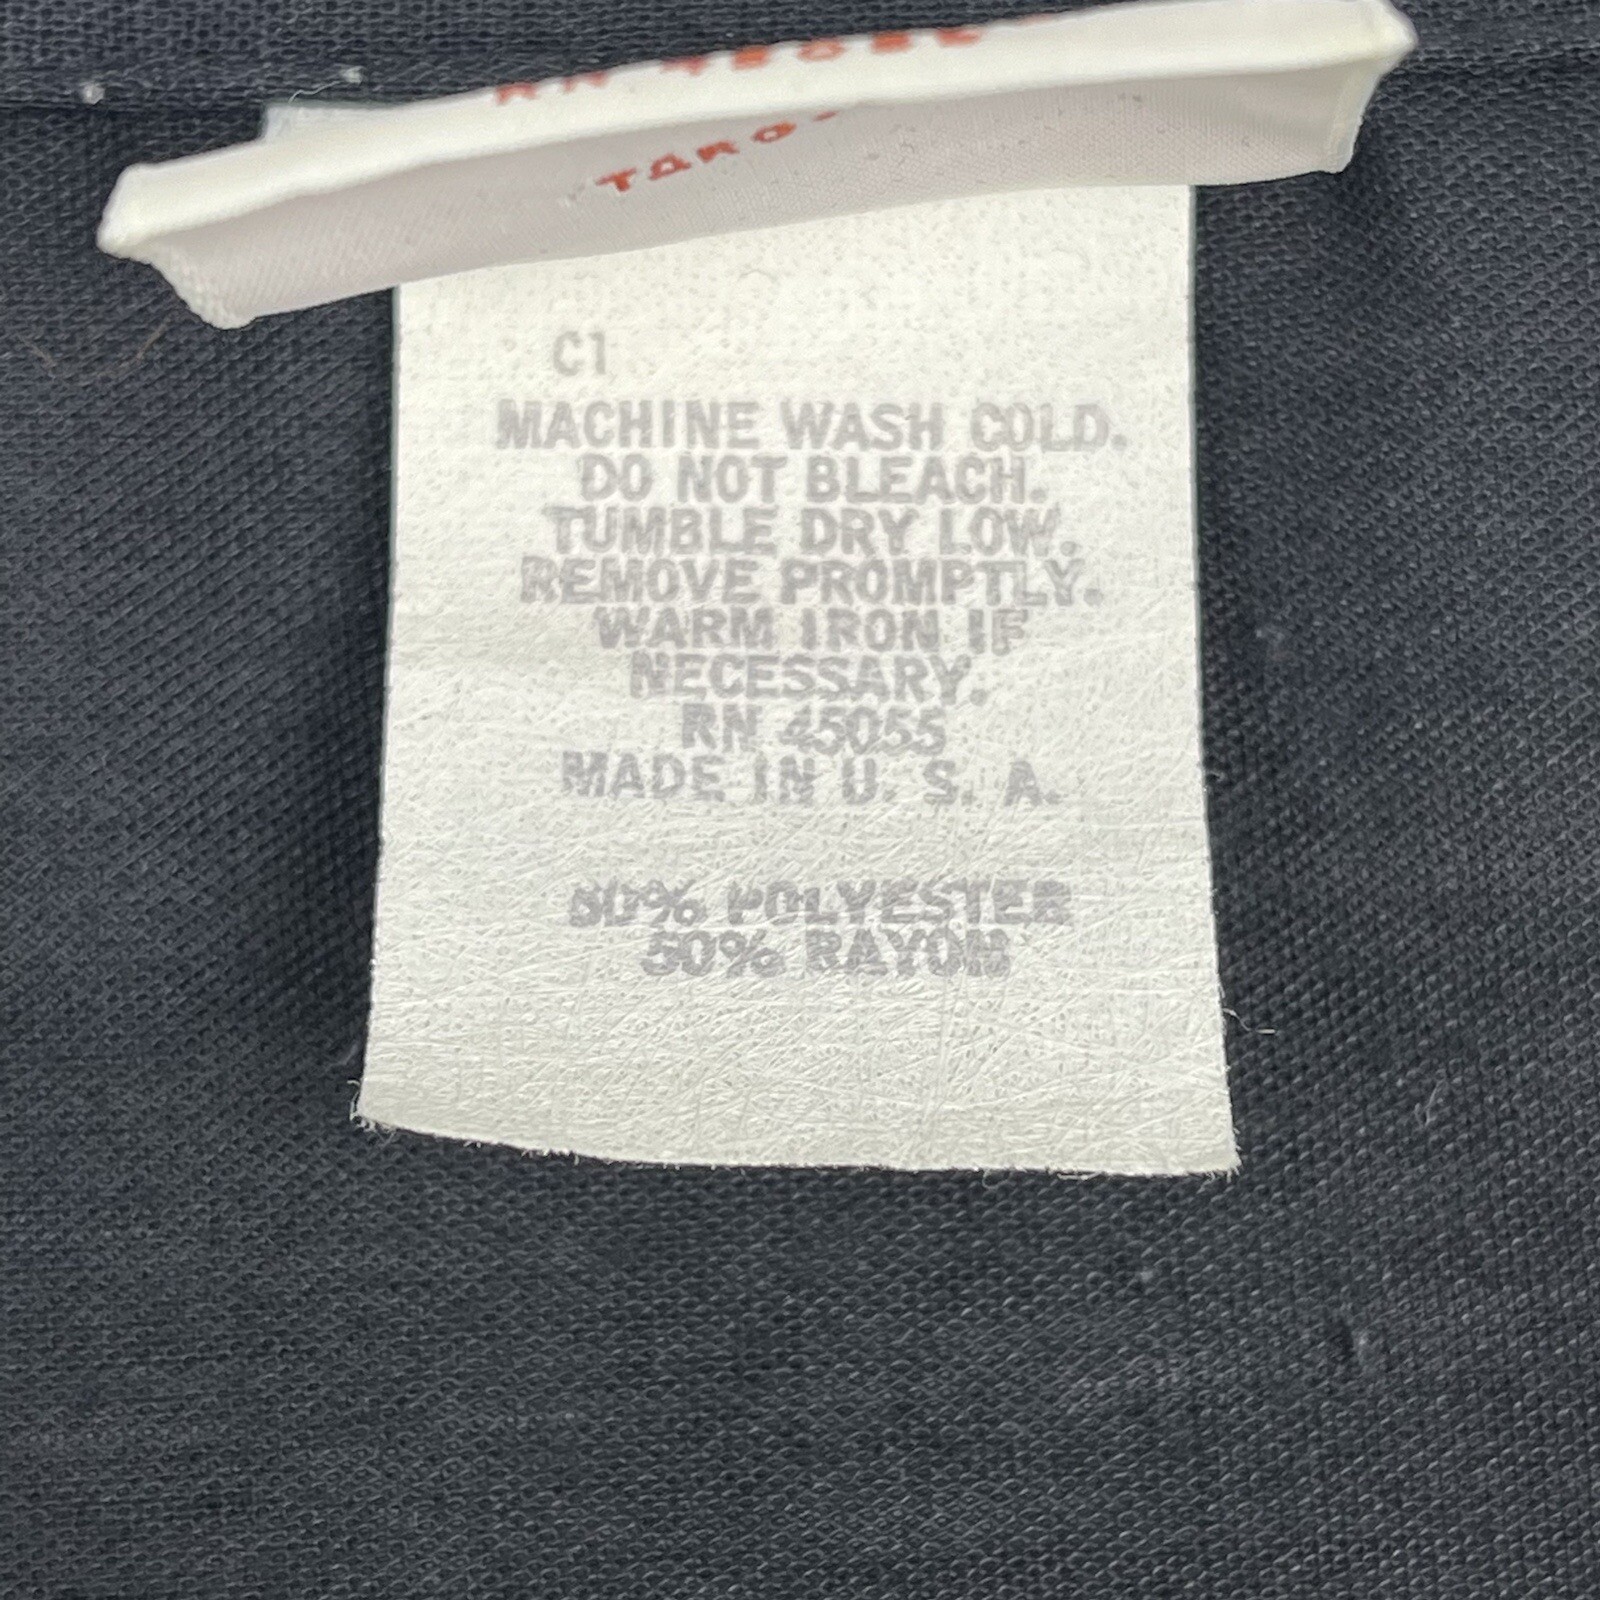 C1
MACHINE WASH COLD.
DO NOT BLEACH.
TUMBLE DRY LOW.
REMOVE PROMPTLY.
WARM IRON IF
NECESSARY.
RN 45055
MADE IN U. S. A.
50% POLYESTER
50% RAYON